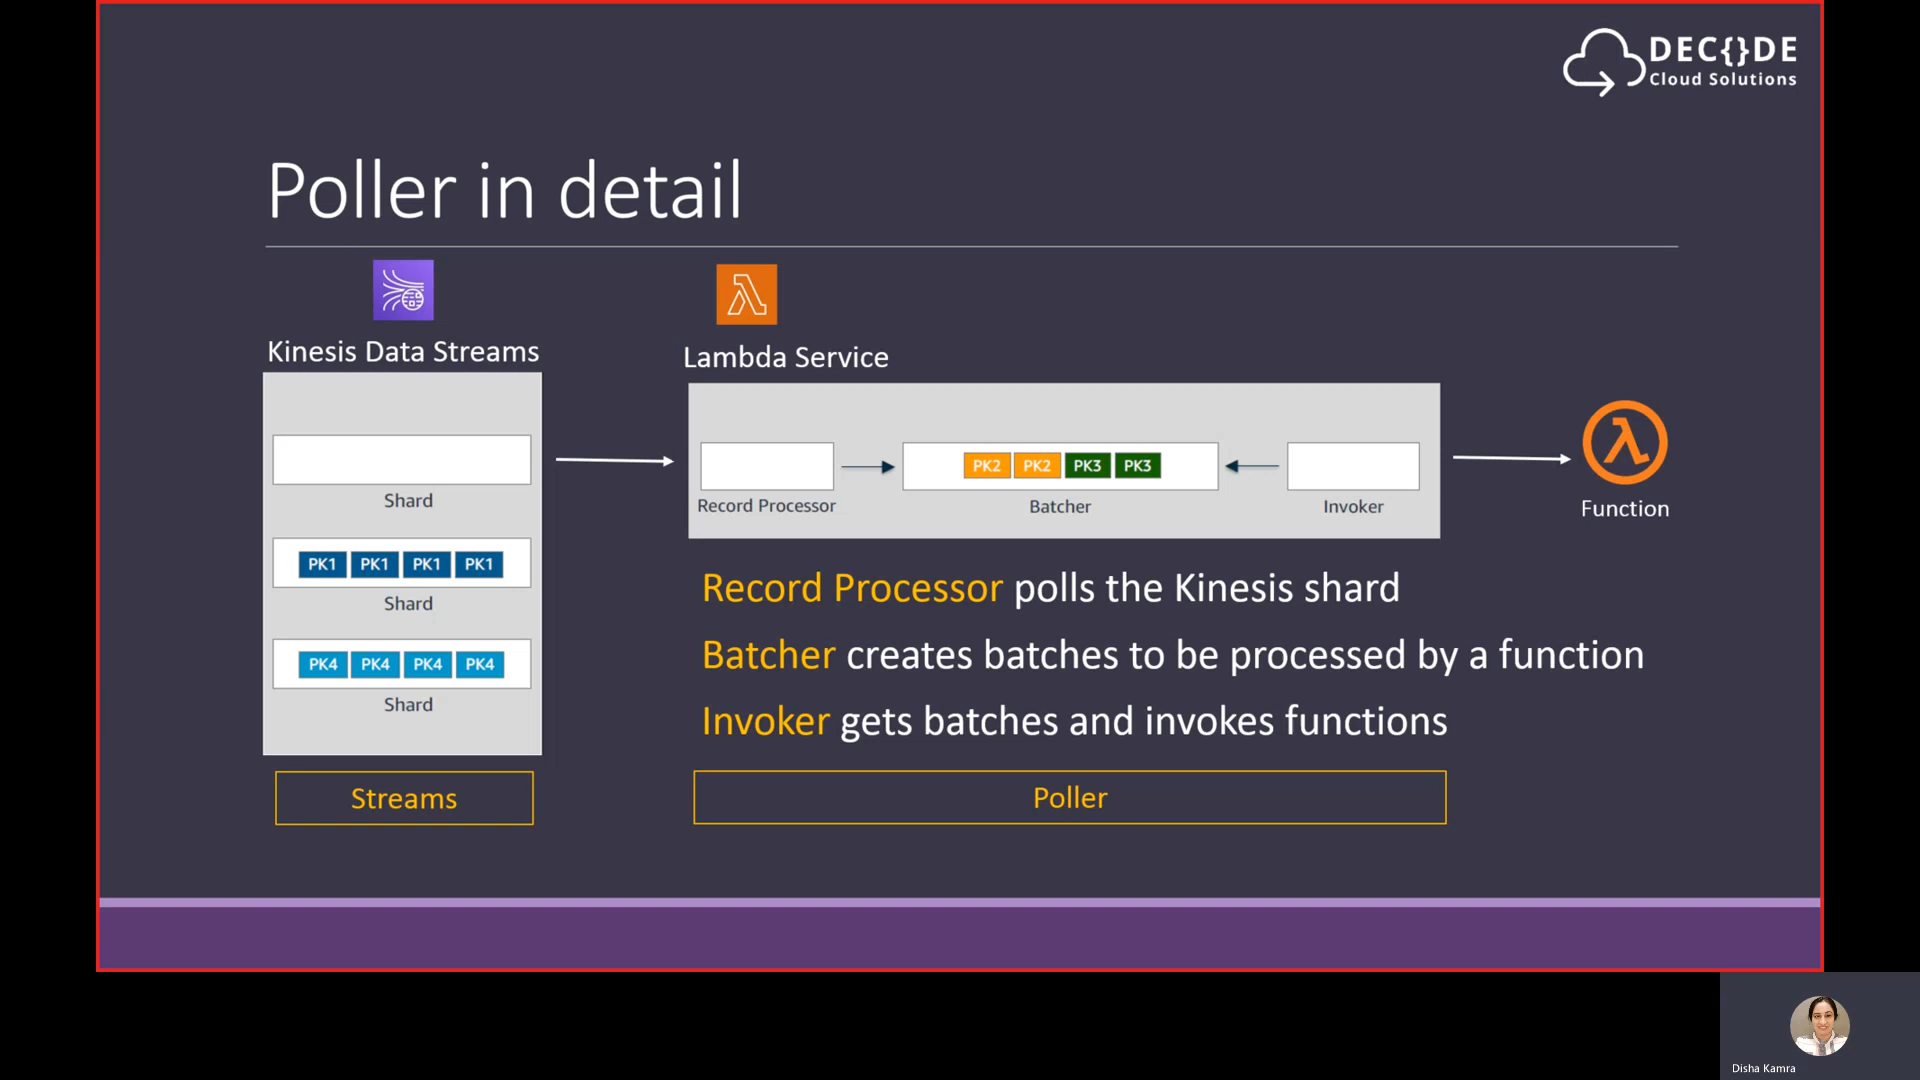 DEC{}DE
Cloud Solutions
Poller in detail
Kinesis Data Streams
Shard
PK1 PK1 PK1 PK1
Shard
PK4 PK4 PK4 PK4
Shard
Streams
Lambda Service
Record Processor
PK2 PK2 PK3 PK3
Batcher
Invoker
Function
Record Processor polls the Kinesis shard
Batcher creates batches to be processed by a function
Invoker gets batches and invokes functions
Poller
Disha Kamra